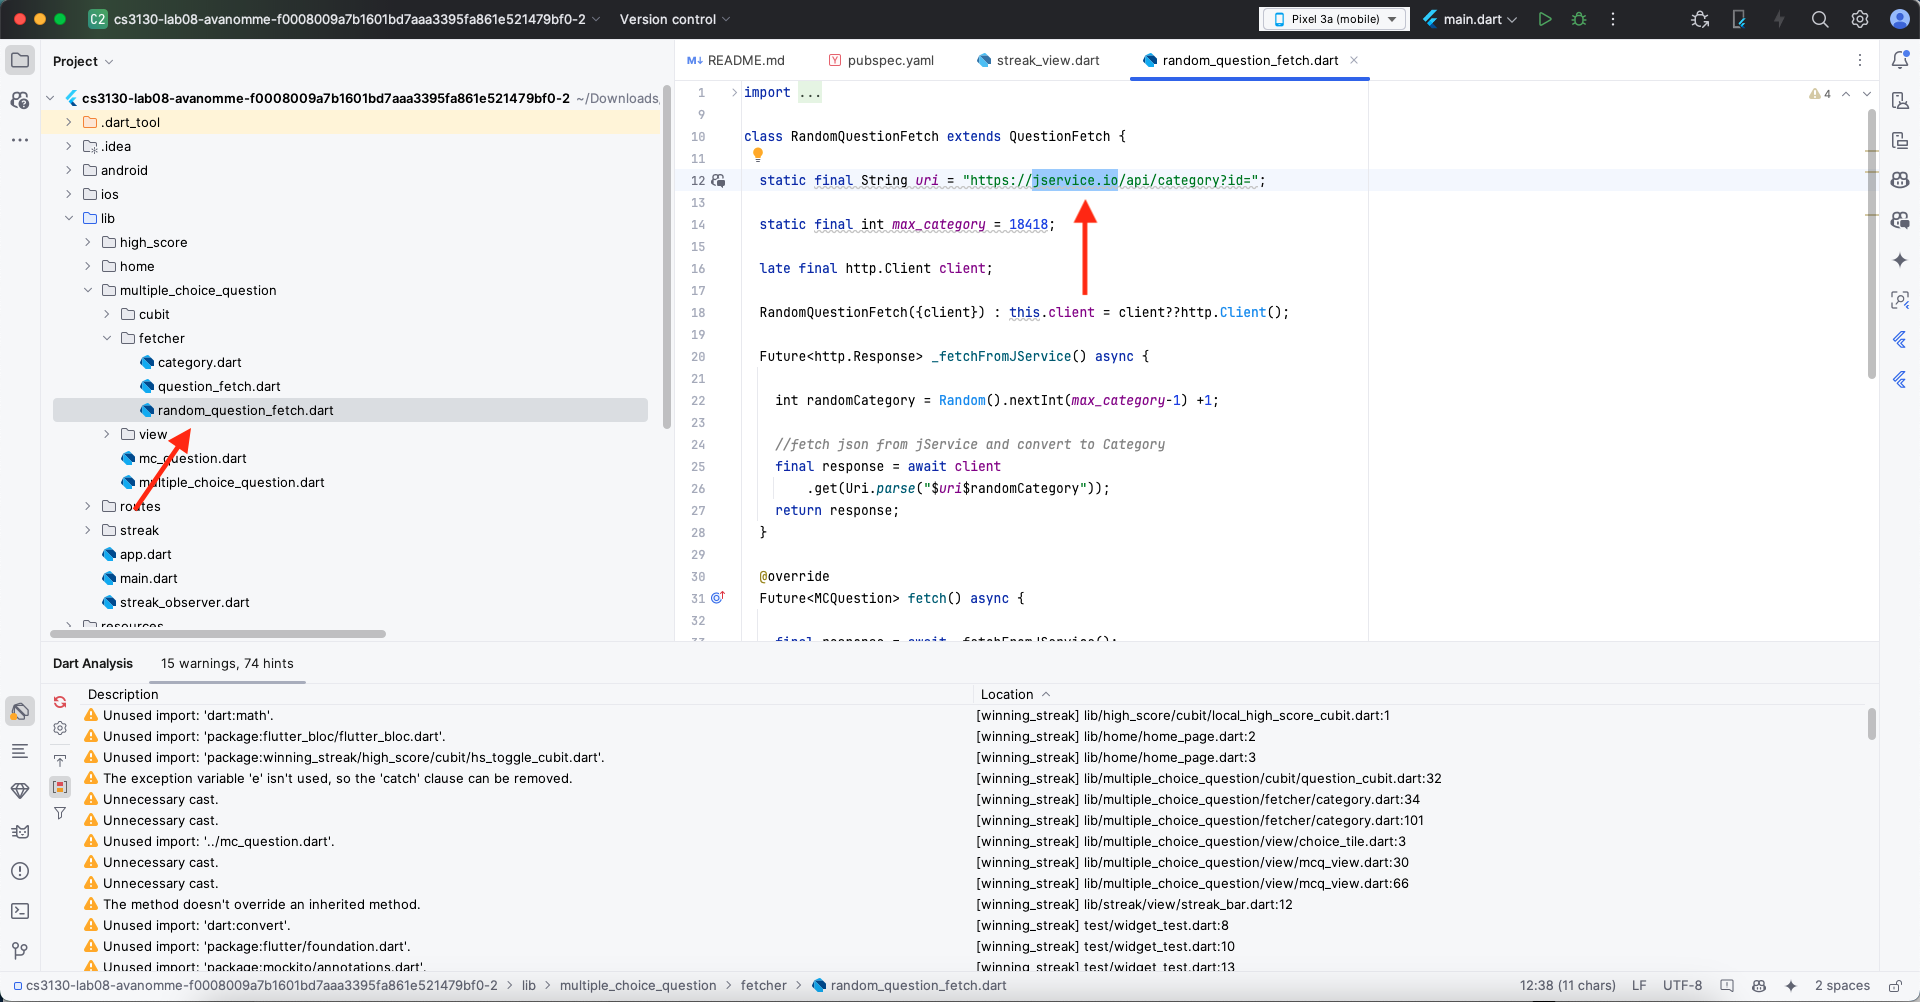 C2 cs3130-lab08-avanomme-f0008009a7b1601bd7aaa3395fa861e521479bf0-2 Version control Pixel 3a (mobile) main.dart
Project
cs3130-lab08-avanomme-f0008009a7b1601bd7aaa3395fa861e521479bf0-2 ~/Downloads/
.dart_tool
.idea
android
ios
lib
high_score
home
multiple_choice_question
cubit
fetcher
category.dart
question_fetch.dart
random_question_fetch.dart
view
mc_question.dart
multiple_choice_question.dart
routes
streak
app.dart
main.dart
streak_observer.dart
resources
M↓ README.md Y pubspec.yaml streak_view.dart random_question_fetch.dart
4
1 import ...
9
10 class RandomQuestionFetch extends QuestionFetch {
11
12 static final String uri = "https://jservice.io/api/category?id=";
13
14 static final int max_category = 18418;
15
16 late final http.Client client;
17
18 RandomQuestionFetch({client}) : this.client = client??http.Client();
19
20 Future<http.Response> _fetchFromJService() async {
21
22 int randomCategory = Random().nextInt(max_category-1) +1;
23
24 //fetch json from jService and convert to Category
25 final response = await client
26 .get(Uri.parse("$uri$randomCategory"));
27 return response;
28 }
29
30 @override
31 Future<MCQuestion> fetch() async {
32
33 final response = await _fetchFromJService();
Dart Analysis 15 warnings, 74 hints
Description Location
Unused import: 'dart:math'. [winning_streak] lib/high_score/cubit/local_high_score_cubit.dart:1
Unused import: 'package:flutter_bloc/flutter_bloc.dart'. [winning_streak] lib/home/home_page.dart:2
Unused import: 'package:winning_streak/high_score/cubit/hs_toggle_cubit.dart'. [winning_streak] lib/home/home_page.dart:3
The exception variable 'e' isn't used, so the 'catch' clause can be removed. [winning_streak] lib/multiple_choice_question/cubit/question_cubit.dart:32
Unnecessary cast. [winning_streak] lib/multiple_choice_question/fetcher/category.dart:34
Unnecessary cast. [winning_streak] lib/multiple_choice_question/fetcher/category.dart:101
Unused import: '../mc_question.dart'. [winning_streak] lib/multiple_choice_question/view/choice_tile.dart:3
Unnecessary cast. [winning_streak] lib/multiple_choice_question/view/mcq_view.dart:30
Unnecessary cast. [winning_streak] lib/multiple_choice_question/view/mcq_view.dart:66
The method doesn't override an inherited method. [winning_streak] lib/streak/view/streak_bar.dart:12
Unused import: 'dart:convert'. [winning_streak] test/widget_test.dart:8
Unused import: 'package:flutter/foundation.dart'. [winning_streak] test/widget_test.dart:10
Unused import: 'package:mockito/annotations.dart'. [winning_streak] test/widget_test.dart:13
cs3130-lab08-avanomme-f0008009a7b1601bd7aaa3395fa861e521479bf0-2 > lib > multiple_choice_question > fetcher > random_question_fetch.dart 12:38 (11 chars) LF UTF-8 2 spaces